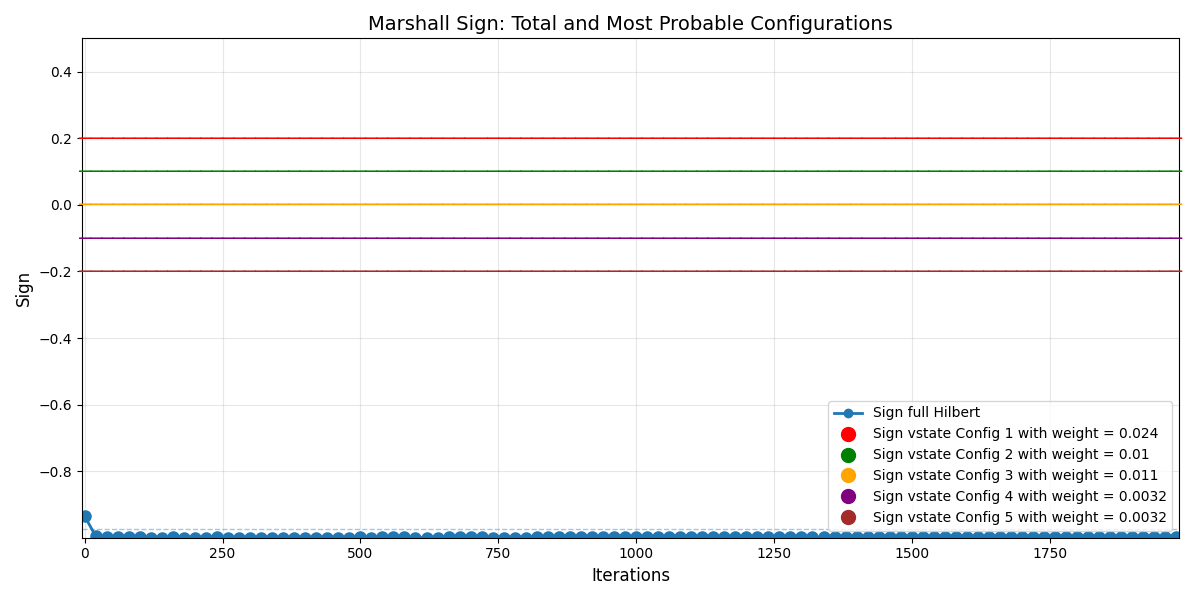 Marshall Sign: Total and Most Probable Configurations
Sign
0.4
0.2
0.0
−0.2
−0.4
−0.6
−0.8
Sign full Hilbert
Sign vstate Config 1 with weight = 0.024
Sign vstate Config 2 with weight = 0.01
Sign vstate Config 3 with weight = 0.011
Sign vstate Config 4 with weight = 0.0032
Sign vstate Config 5 with weight = 0.0032
0 250 500 750 1000 1250 1500 1750
Iterations